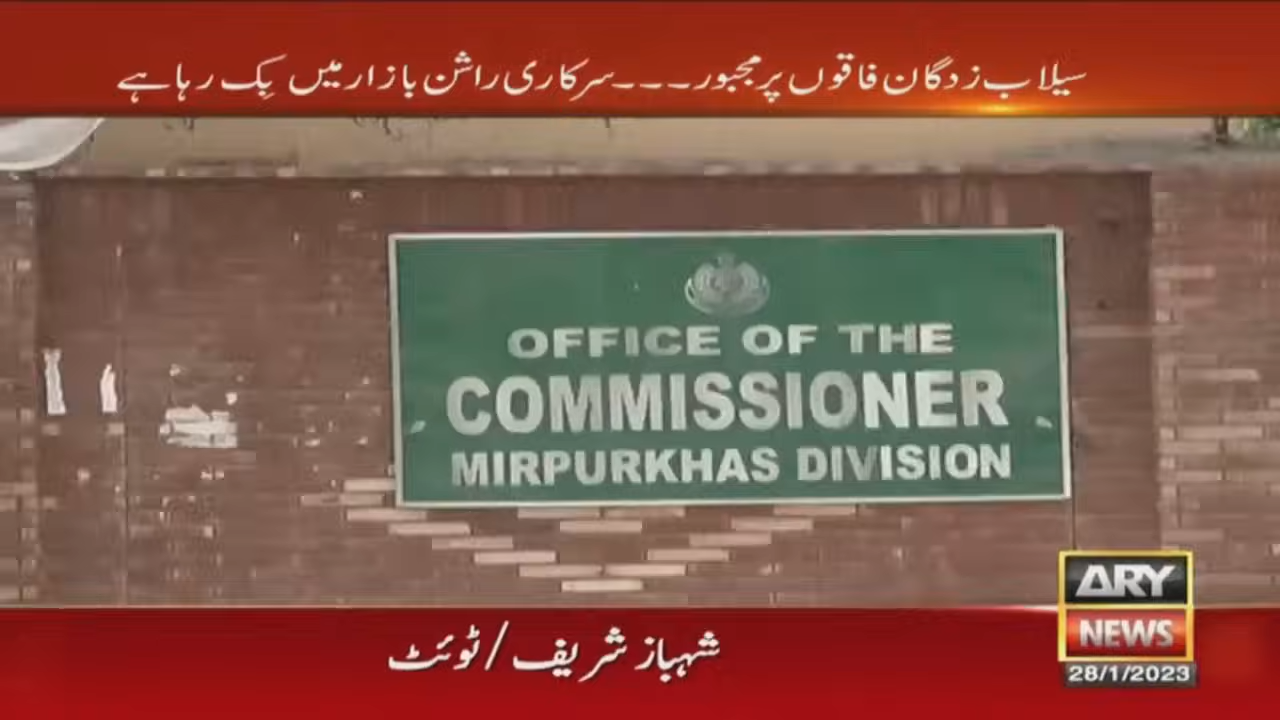 سیلاب زدگان فاقوں پر مجبور۔۔۔سرکاری راشن بازار میں بِک رہا ہے
OFFICE OF THE
COMMISSIONER
MIRPURKHAS DIVISION
شہباز شریف/ٹوئٹ
ARY
NEWS
28/1/2023